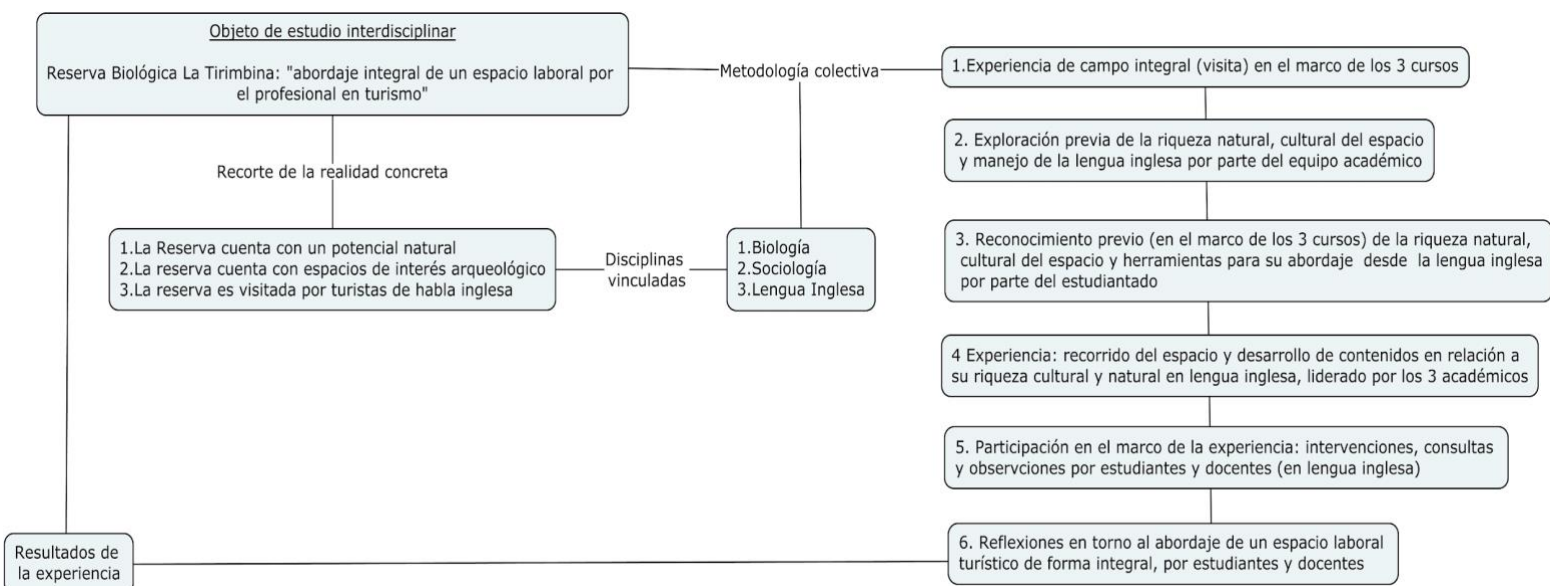 Objeto de estudio interdisciplinar
Reserva Biológica La Tirimbina: "abordaje integral de un espacio laboral por
el profesional en turismo"
Metodología colectiva
1.Experiencia de campo integral (visita) en el marco de los 3 cursos
2. Exploración previa de la riqueza natural, cultural del espacio
y manejo de la lengua inglesa por parte del equipo académico
Recorte de la realidad concreta
1.La Reserva cuenta con un potencial natural
2.La reserva cuenta con espacios de interés arqueológico
3.La reserva es visitada por turistas de habla inglesa
Disciplinas
vinculadas
1.Biología
2.Sociología
3.Lengua Inglesa
3. Reconocimiento previo (en el marco de los 3 cursos) de la riqueza natural,
cultural del espacio y herramientas para su abordaje desde la lengua inglesa
por parte del estudiantado
4 Experiencia: recorrido del espacio y desarrollo de contenidos en relación a
su riqueza cultural y natural en lengua inglesa, liderado por los 3 académicos
5. Participación en el marco de la experiencia: intervenciones, consultas
y observciones por estudiantes y docentes (en lengua inglesa)
6. Reflexiones en torno al abordaje de un espacio laboral
turístico de forma integral, por estudiantes y docentes
Resultados de
la experiencia